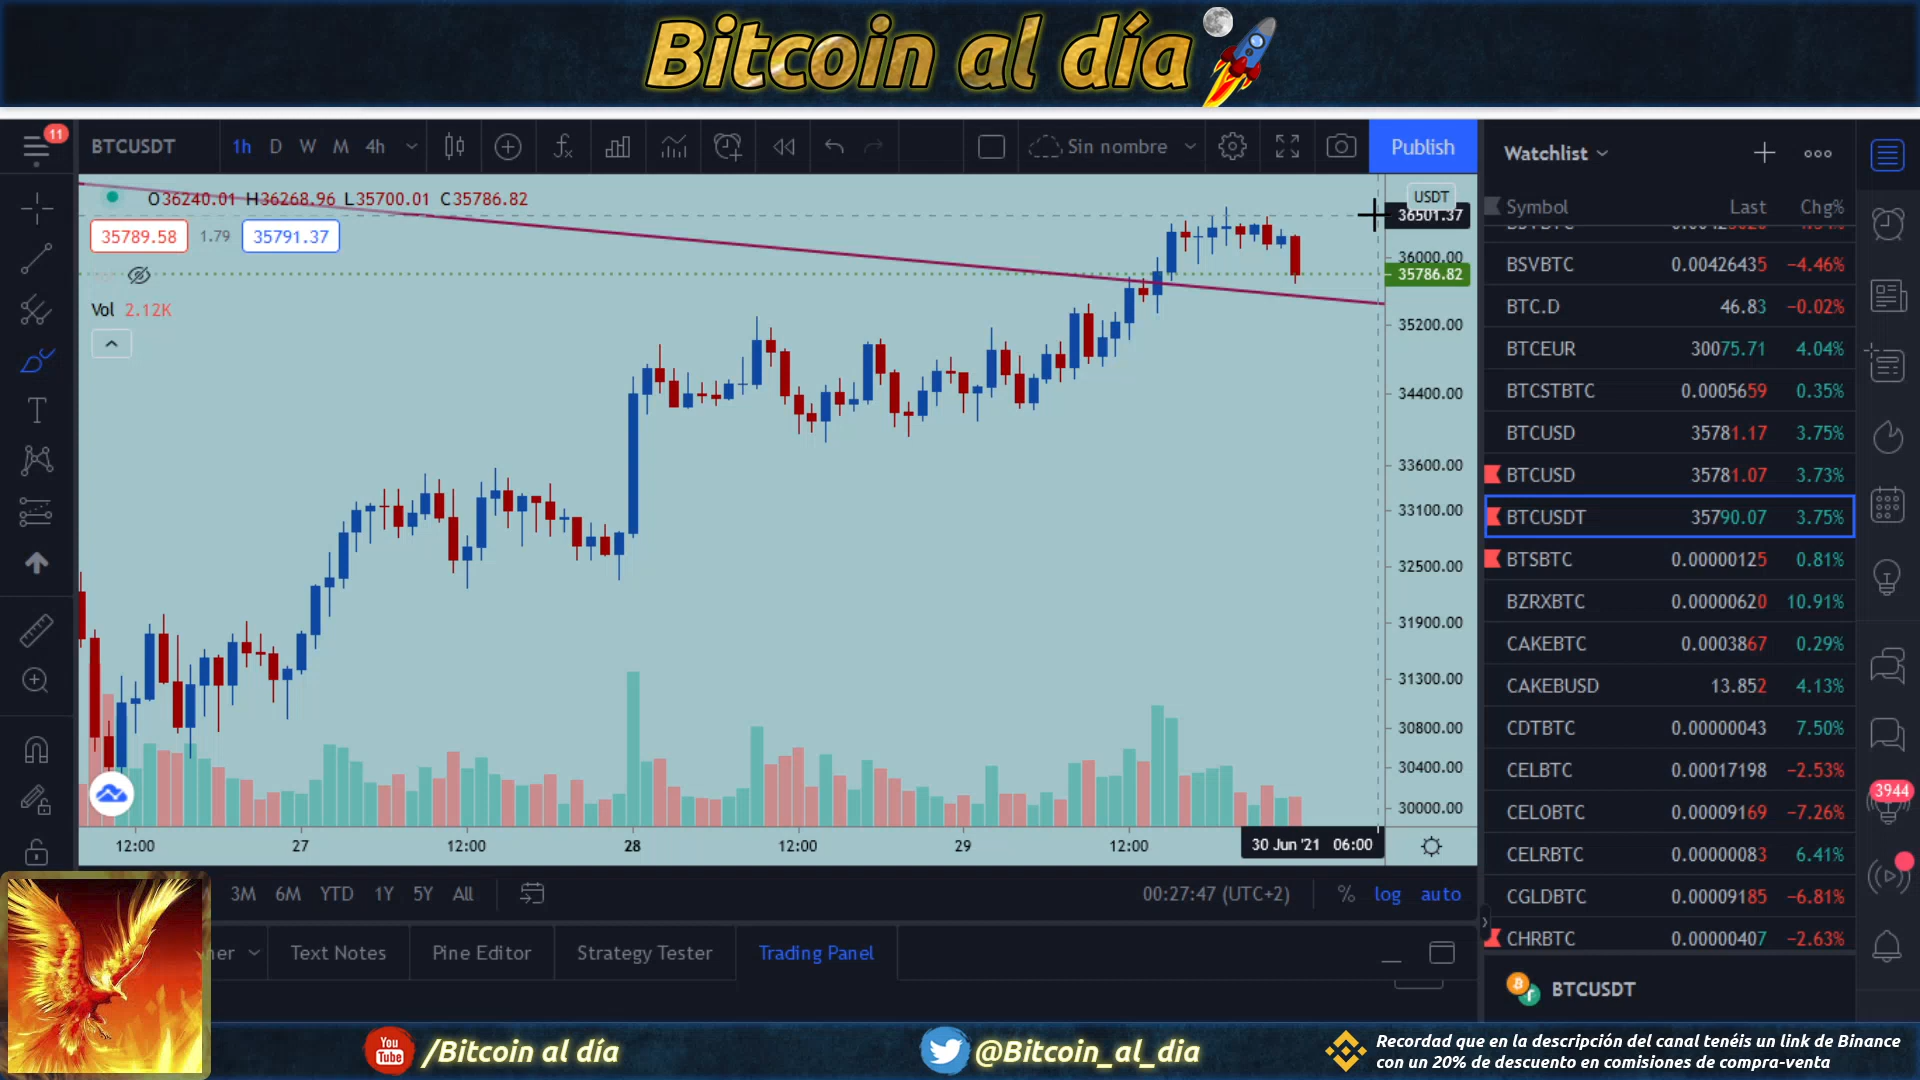 Bitcoin al día
11
BTCUSDT
1h D W M 4h
Sin nombre
Publish
O36240.01 H36268.96 L35700.01 C35786.82
35789.58 1.79 35791.37
Vol 2.12K
USDT
36501.37
36000.00
35786.82
35200.00
34400.00
33600.00
33100.00
32500.00
31900.00
31300.00
30800.00
30400.00
30000.00
12:00 27 12:00 28 12:00 29 12:00 30 Jun '21 06:00
3M 6M YTD 1Y 5Y All
00:27:47 (UTC+2) % log auto
Text Notes Pine Editor Strategy Tester Trading Panel
Watchlist
Symbol Last Chg%
BSVBTC 0.00426435 −4.46%
BTC.D 46.83 −0.02%
BTCEUR 30075.71 4.04%
BTCSTBTC 0.0005659 0.35%
BTCUSD 35781.17 3.75%
BTCUSD 35781.07 3.73%
BTCUSDT 35790.07 3.75%
BTSBTC 0.00000125 0.81%
BZRXBTC 0.00000620 10.91%
CAKEBTC 0.0003867 0.29%
CAKEBUSD 13.852 4.13%
CDTBTC 0.00000043 7.50%
CELBTC 0.00017198 −2.53%
CELOBTC 0.00009169 −7.26%
CELRBTC 0.00000083 6.41%
CGLDBTC 0.00009185 −6.81%
CHRBTC 0.00000407 −2.63%
BTCUSDT
3944
You Tube /Bitcoin al día
@Bitcoin_al_dia
Recordad que en la descripción del canal tenéis un link de Binance
con un 20% de descuento en comisiones de compra-venta